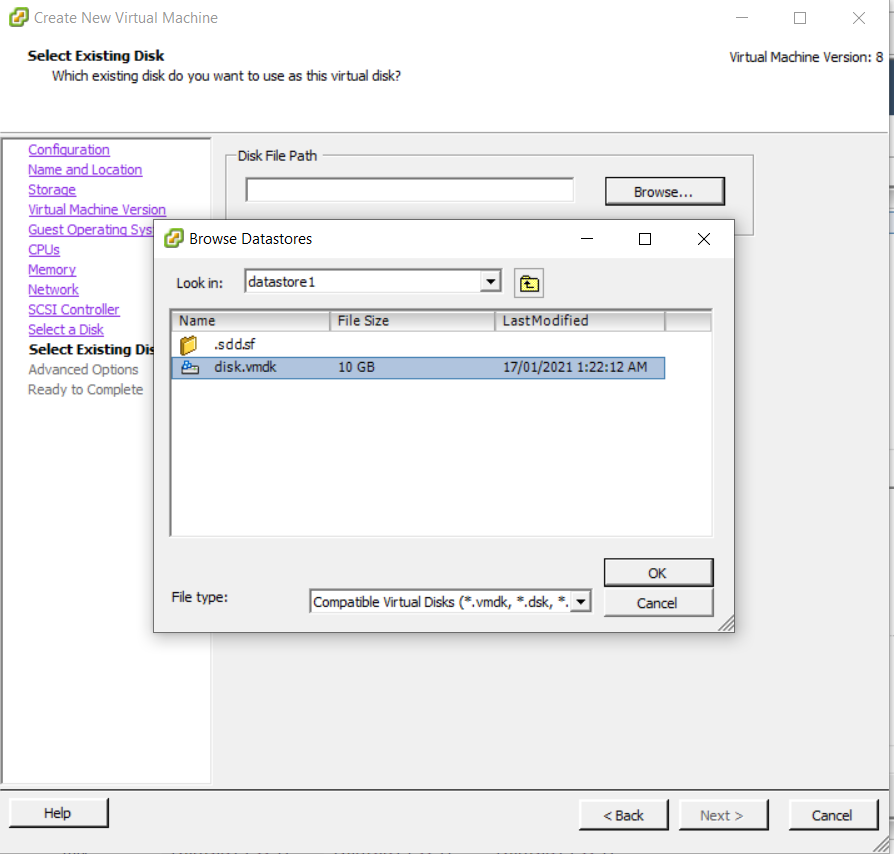 Create New Virtual Machine
Select Existing Disk
Which existing disk do you want to use as this virtual disk?
Virtual Machine Version: 8
Configuration
Name and Location
Storage
Virtual Machine Version
Guest Operating Sys
CPUs
Memory
Network
SCSI Controller
Select a Disk
Select Existing Dis
Advanced Options
Ready to Complete
Disk File Path
Browse...
Browse Datastores
Look in: datastore1
Name File Size Last Modified
.sdd.sf
disk.vmdk 10 GB 17/01/2021 1:22:12 AM
OK
File type: Compatible Virtual Disks (*.vmdk, *.dsk, *.
Cancel
Help < Back Next > Cancel